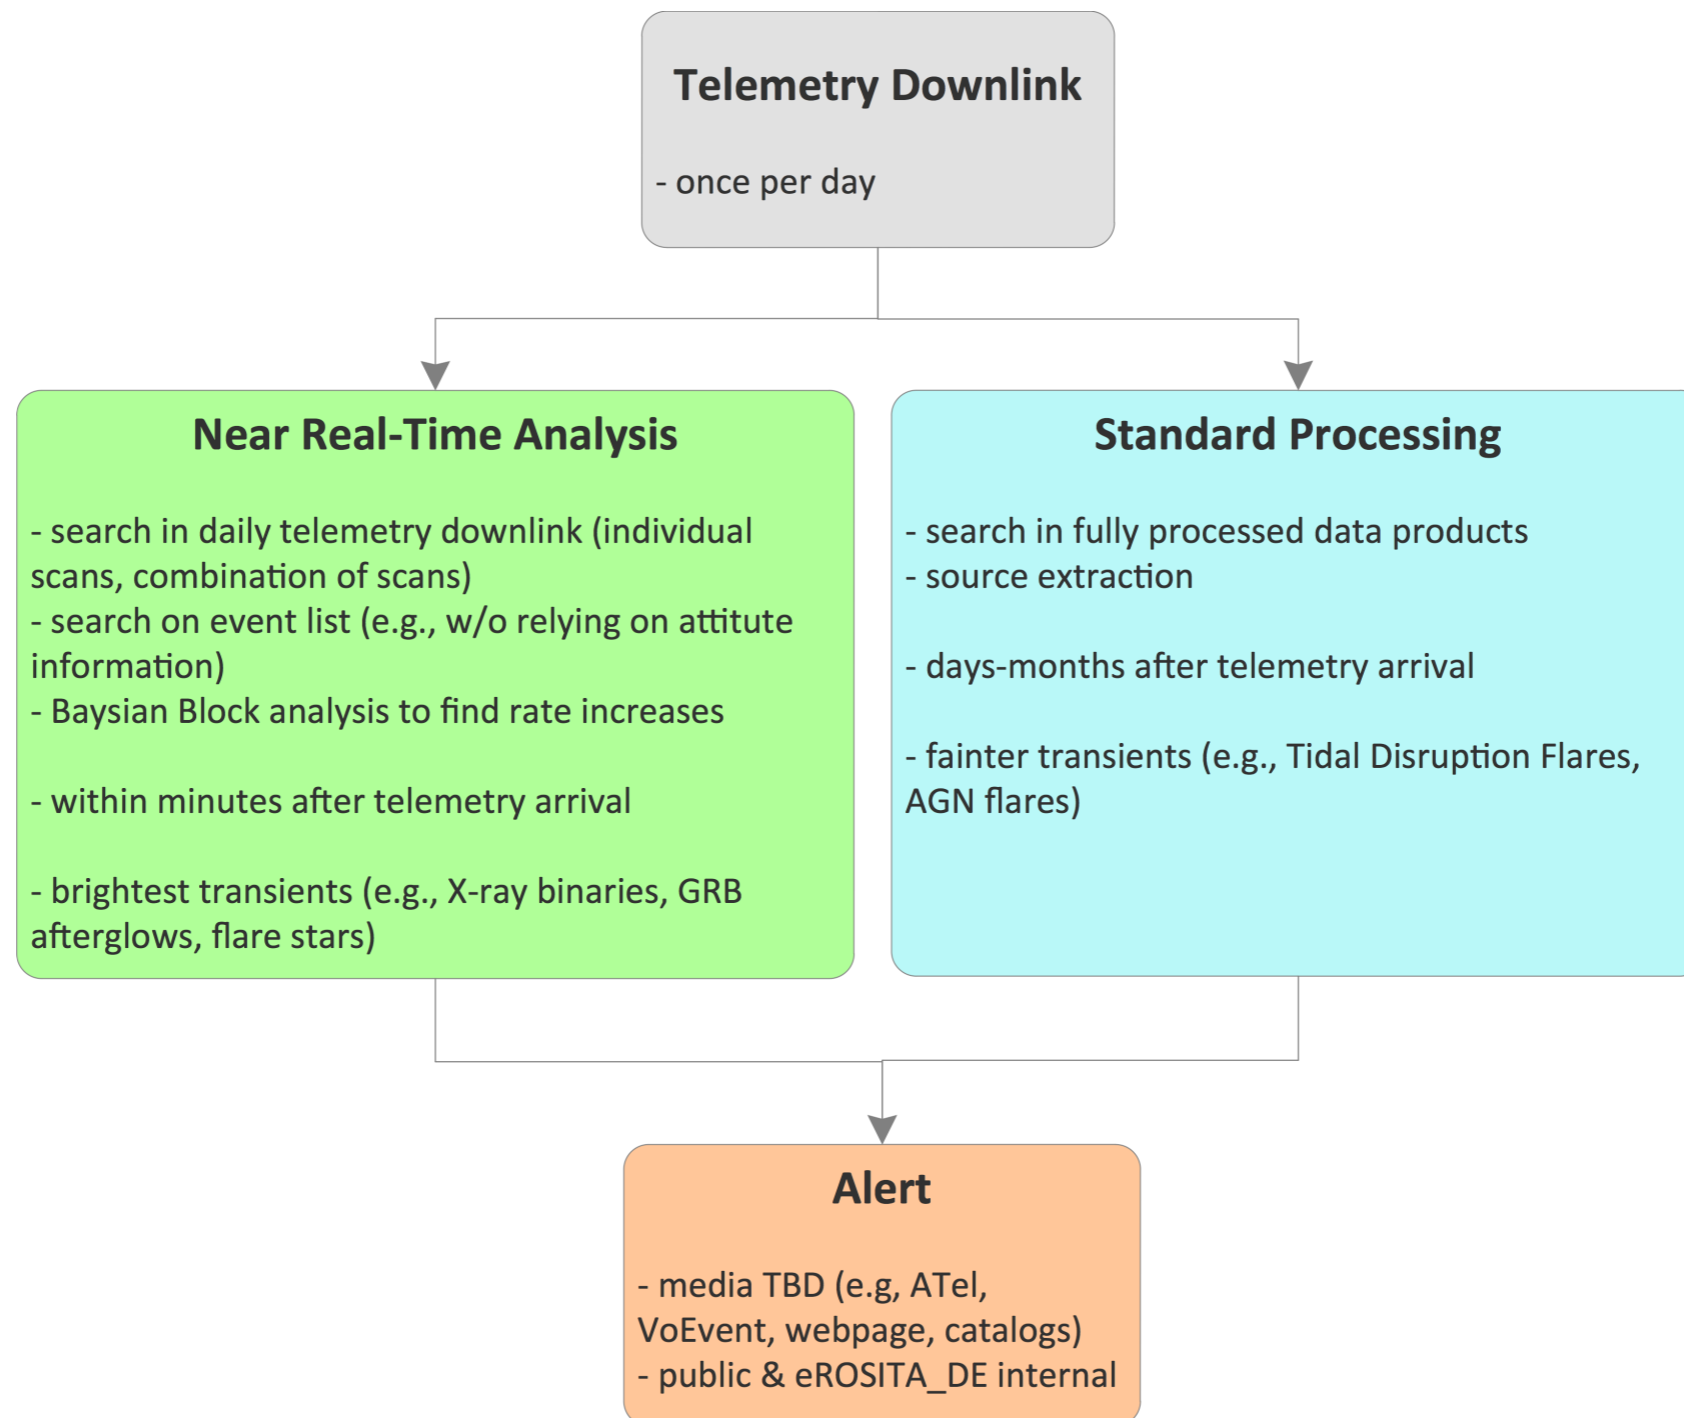 Telemetry Downlink
- once per day
Near Real-Time Analysis
- search in daily telemetry downlink (individual
scans, combination of scans)
- search on event list (e.g., w/o relying on attitute
information)
- Baysian Block analysis to find rate increases
- within minutes after telemetry arrival
- brightest transients (e.g., X-ray binaries, GRB
afterglows, flare stars)
Standard Processing
- search in fully processed data products
- source extraction
- days-months after telemetry arrival
- fainter transients (e.g., Tidal Disruption Flares,
AGN flares)
Alert
- media TBD (e.g, ATel,
VoEvent, webpage, catalogs)
- public & eROSITA_DE internal